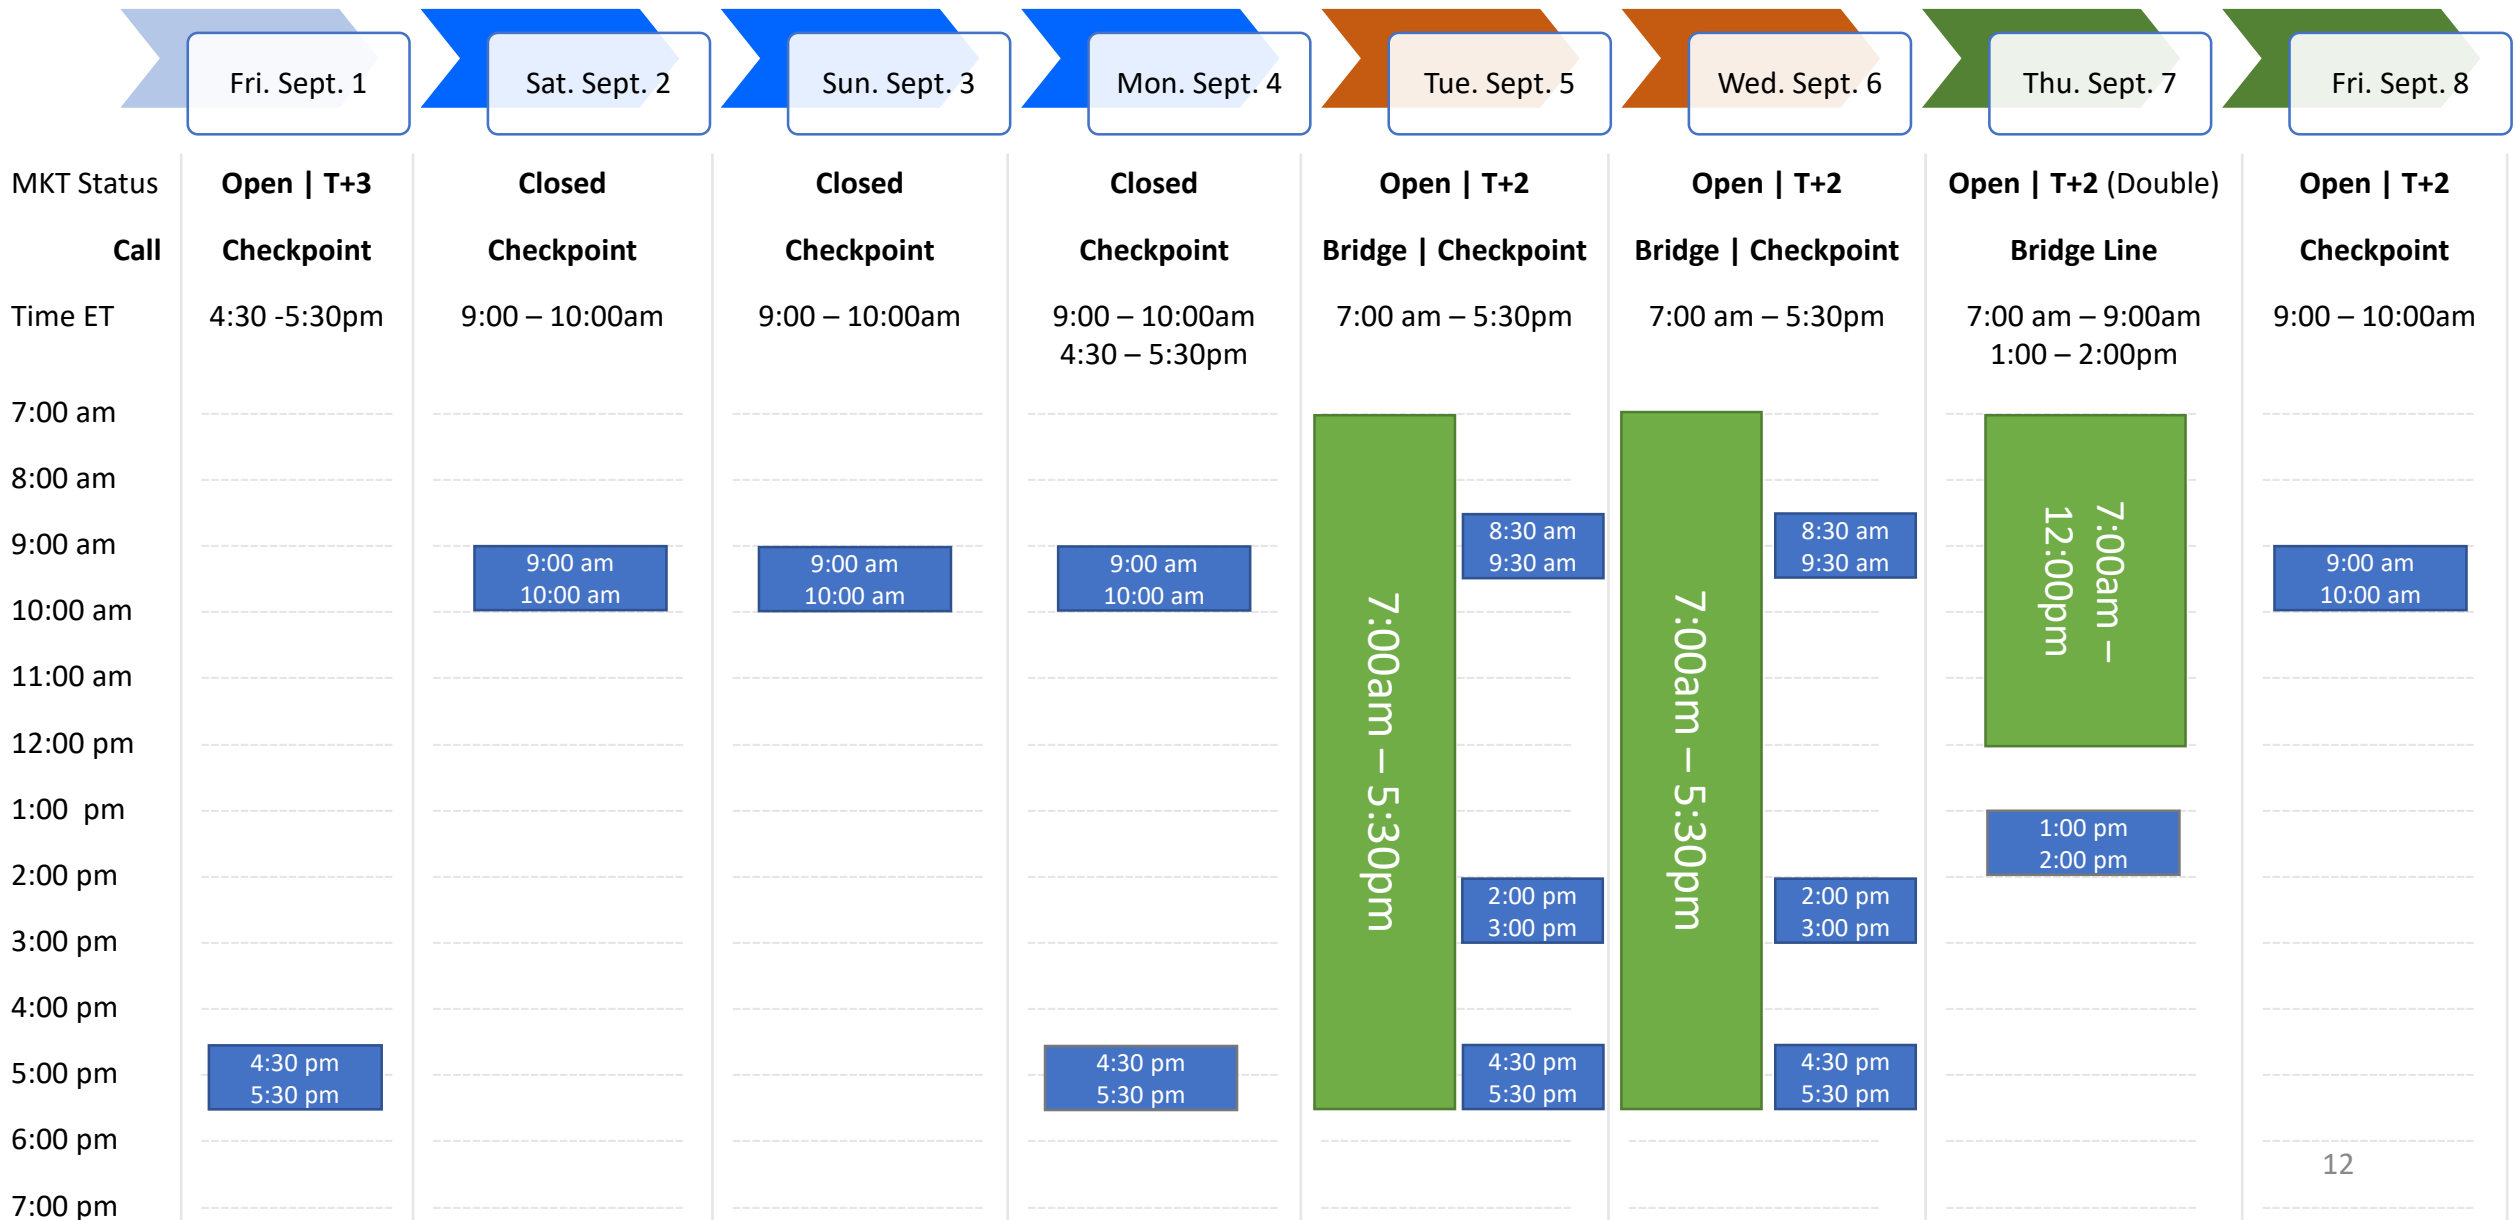 Fri. Sept. 1
Sat. Sept. 2
Sun. Sept. 3
Mon. Sept. 4
Tue. Sept. 5
Wed. Sept. 6
Thu. Sept. 7
Fri. Sept. 8
MKT Status
Open | T+3
Closed
Closed
Closed
Open | T+2
Open | T+2
Open | T+2 (Double)
Open | T+2
Call
Checkpoint
Checkpoint
Checkpoint
Checkpoint
Bridge | Checkpoint
Bridge | Checkpoint
Bridge Line
Checkpoint
Time ET
4:30 -5:30pm
9:00 – 10:00am
9:00 – 10:00am
9:00 – 10:00am
4:30 – 5:30pm
7:00 am – 5:30pm
7:00 am – 5:30pm
7:00 am – 9:00am
1:00 – 2:00pm
9:00 – 10:00am
7:00 am
8:00 am
9:00 am
10:00 am
11:00 am
12:00 pm
1:00  pm
2:00 pm
3:00 pm
4:00 pm
5:00 pm
6:00 pm
7:00 pm
4:30 pm
5:30 pm
9:00 am
10:00 am
9:00 am
10:00 am
9:00 am
10:00 am
4:30 pm
5:30 pm
7:00am – 5:30pm
8:30 am
9:30 am
2:00 pm
3:00 pm
4:30 pm
5:30 pm
7:00am – 5:30pm
8:30 am
9:30 am
2:00 pm
3:00 pm
4:30 pm
5:30 pm
7:00am –
12:00pm
1:00 pm
2:00 pm
9:00 am
10:00 am
12